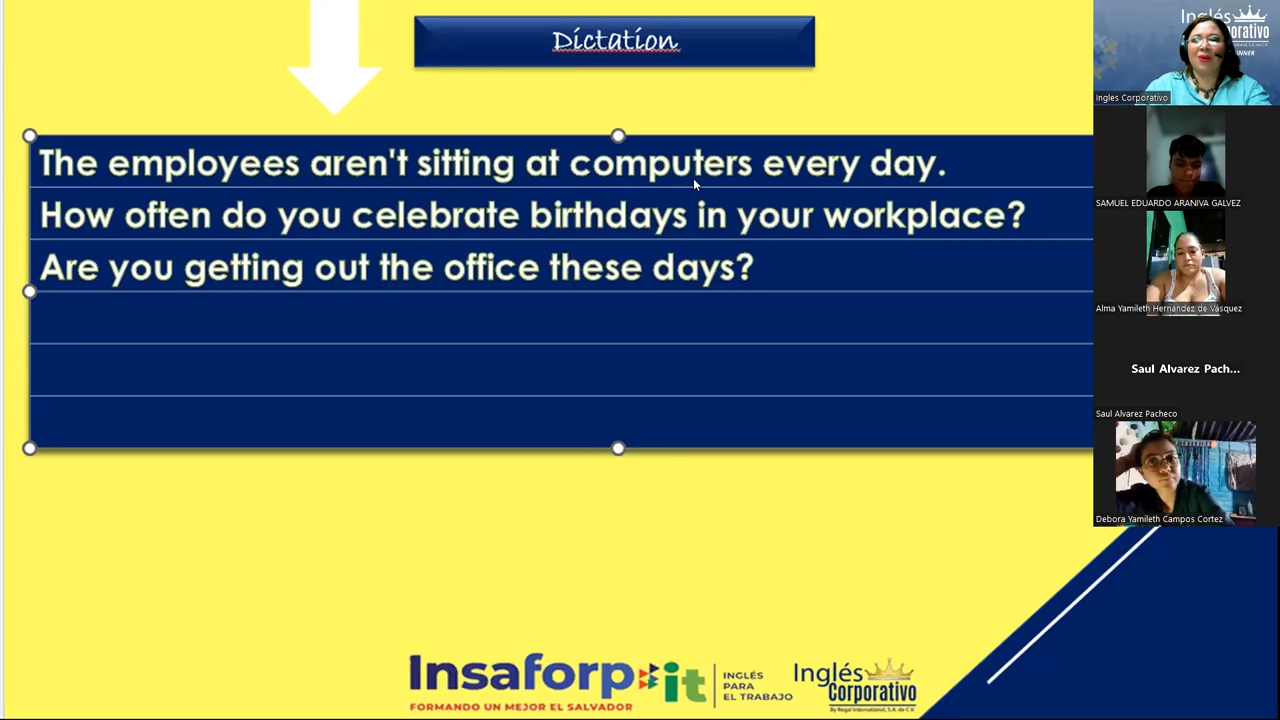 Dictation
The employees aren't sitting at computers every day.
How often do you celebrate birthdays in your workplace?
Are you getting out the office these days?
Insaforp it
FORMANDO UN MEJOR EL SALVADOR
INGLÉS
PARA
EL TRABAJO
Inglés
Corporativo
By Regal International, S.A. de C.V.
Inglés
Ingles Corporativo
SAMUEL EDUARDO ARANIVA GALVEZ
Alma Yamileth Hernández de Vásquez
Saul Alvarez Pach...
Saul Alvarez Pacheco
Debora Yamileth Campos Cortez